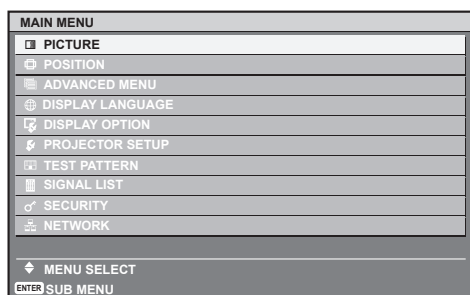 MAIN MENU
PICTURE
POSITION
ADVANCED MENU
DISPLAY LANGUAGE
DISPLAY OPTION
PROJECTOR SETUP
TEST PATTERN
SIGNAL LIST
SECURITY
NETWORK
MENU SELECT
ENTER SUB MENU